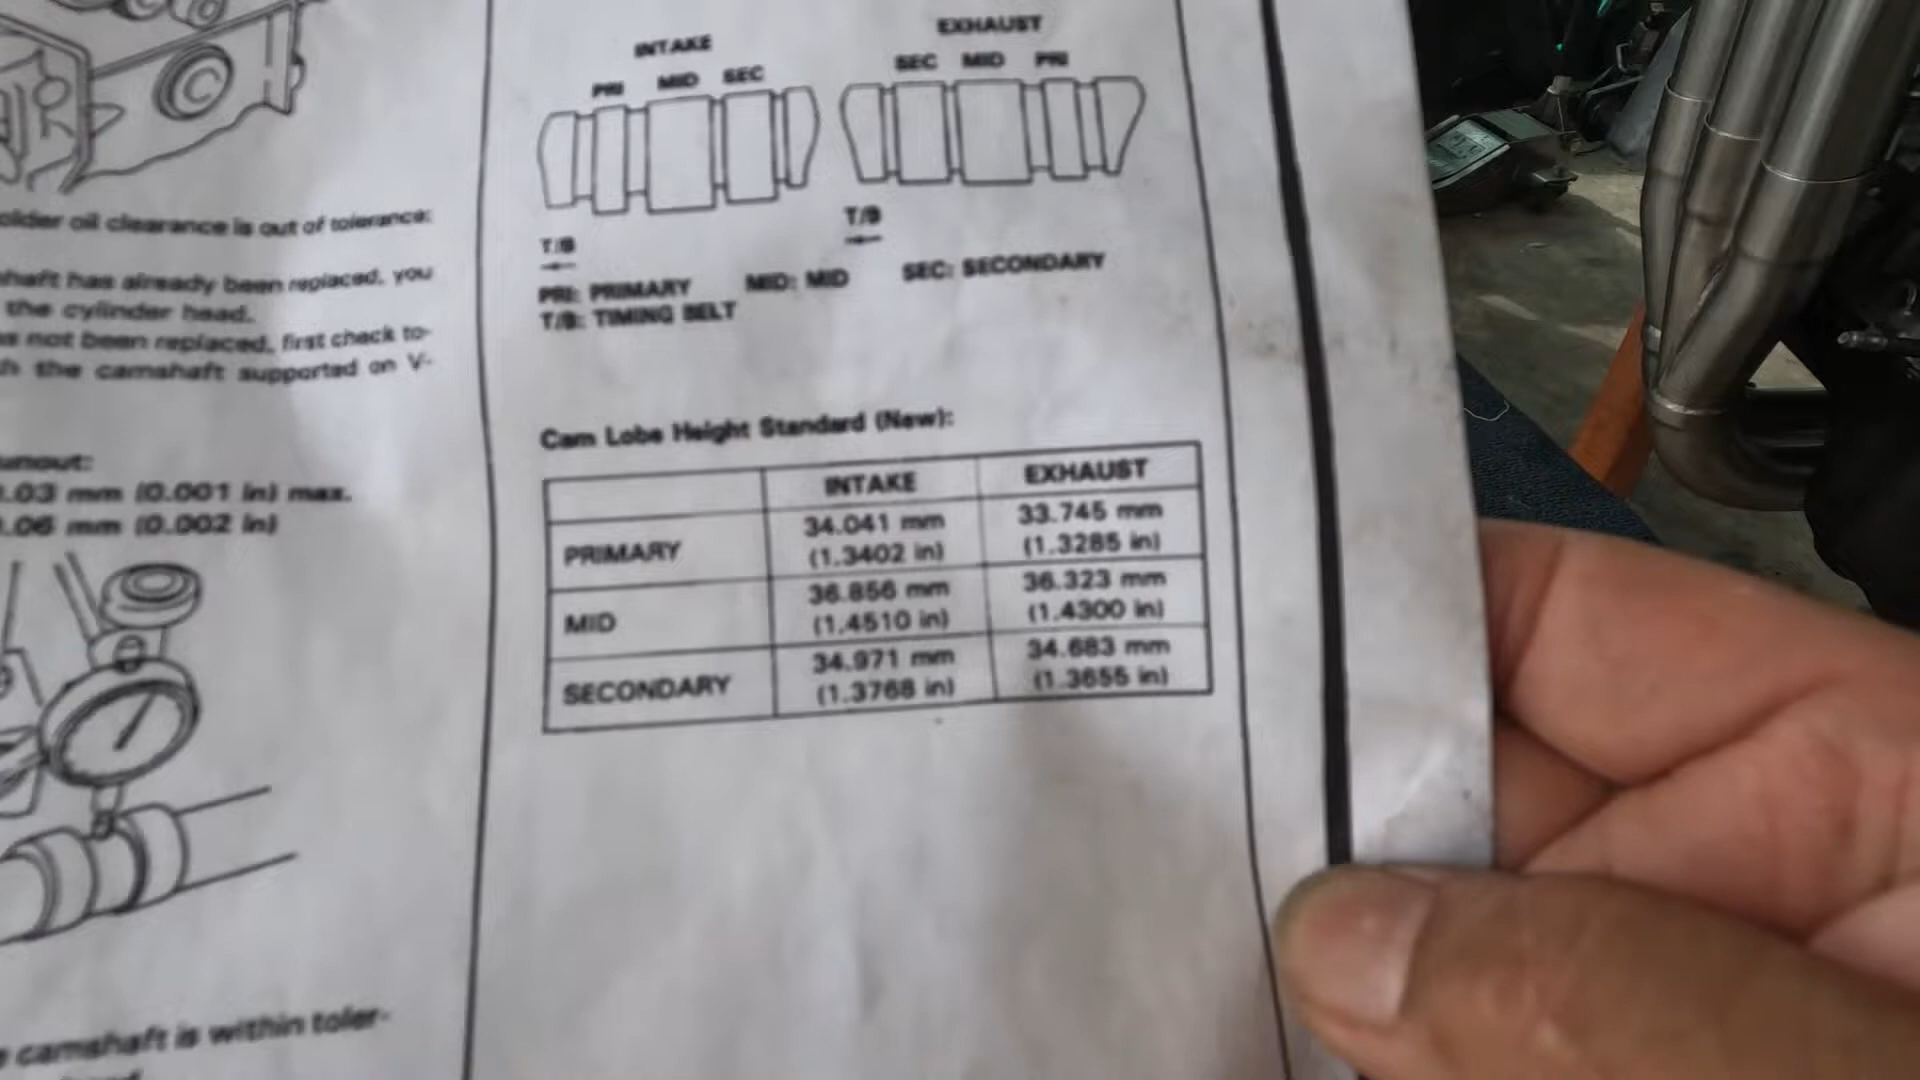 older oil clearance is out of tolerance:
shaft has already been replaced, you
the cylinder head.
as not been replaced, first check to-
h the camshaft supported on V-
unout:
.03 mm (0.001 in) max.
.06 mm (0.002 in)
camshaft is within toler-
INTAKE
PRI MID SEC
EXHAUST
SEC MID PRI
T/B
T/B
PRI: PRIMARY MID: MID SEC: SECONDARY
T/B: TIMING BELT
Cam Lobe Height Standard (New):
INTAKE EXHAUST
PRIMARY 34.041 mm 33.745 mm
(1.3402 in) (1.3285 in)
MID 36.856 mm 36.323 mm
(1.4510 in) (1.4300 in)
SECONDARY 34.971 mm 34.683 mm
(1.3768 in) (1.3655 in)